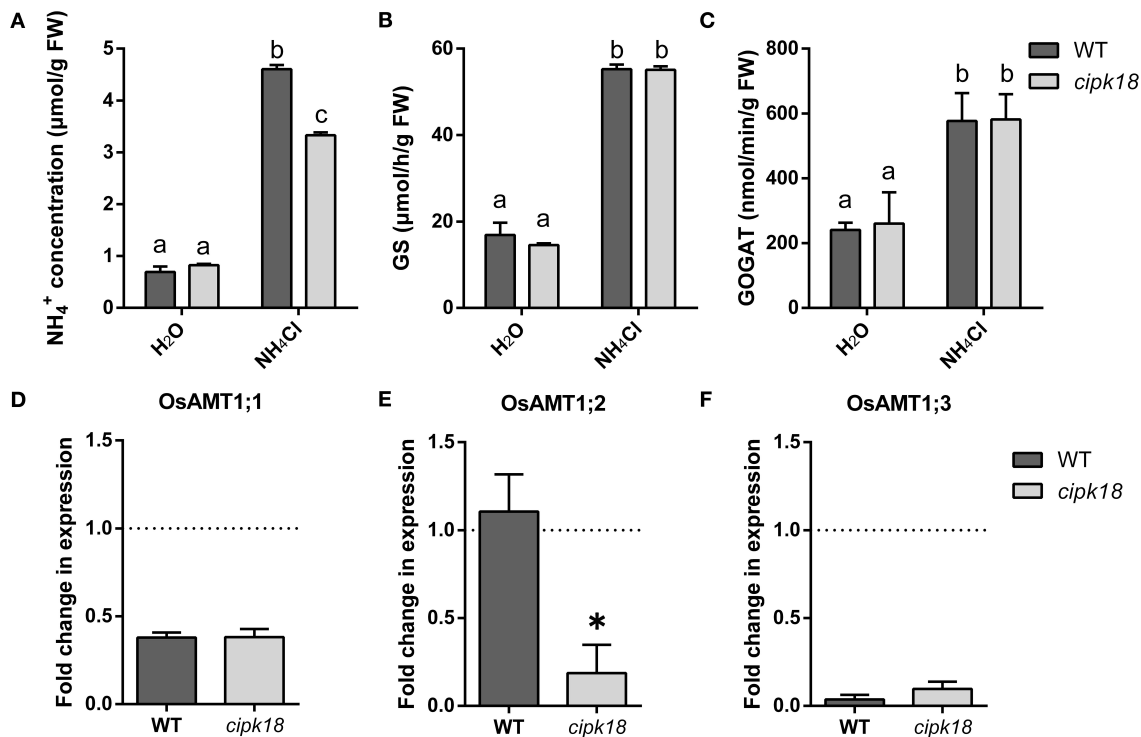 A
NH₄⁺ concentration (μmol/g FW)
5
4
3
2
1
0
a
a
b
c
H₂O
NH₄Cl
B
GS (μmol/h/g FW)
60
40
20
0
a
a
b
b
H₂O
NH₄Cl
C
GOGAT (nmol/min/g FW)
800
600
400
200
0
a
a
b
b
H₂O
NH₄Cl
WT
cipk18
D
OsAMT1;1
Fold change in expression
1.5
1.0
0.5
0.0
WT
cipk18
E
OsAMT1;2
Fold change in expression
1.5
1.0
0.5
0.0
*
WT
cipk18
F
OsAMT1;3
Fold change in expression
1.5
1.0
0.5
0.0
WT
cipk18
WT
cipk18